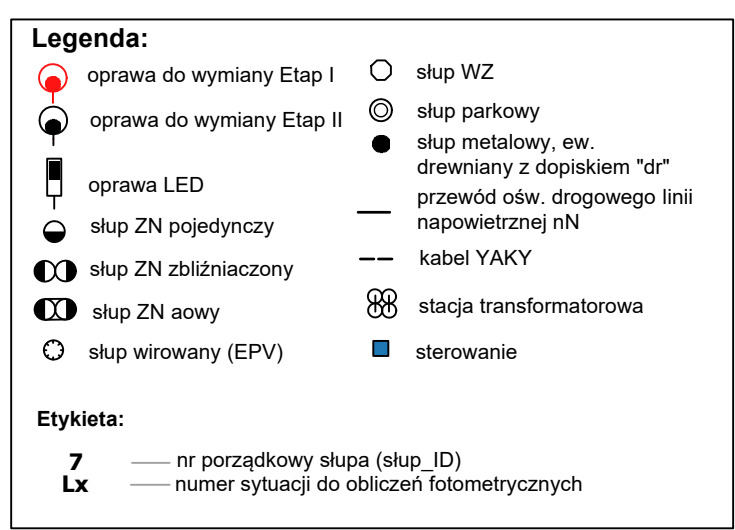 Legenda:
oprawa do wymiany Etap I
oprawa do wymiany Etap II
oprawa LED
słup ZN pojedynczy
słup ZN zbliźniaczony
słup ZN aowy
słup wirowany (EPV)
słup WZ
słup parkowy
słup metalowy, ew.
drewniany z dopiskiem "dr"
przewód ośw. drogowego linii
napowietrznej nN
kabel YAKY
stacja transformatorowa
sterowanie
Etykieta:
7 nr porządkowy słupa (słup_ID)
Lx numer sytuacji do obliczeń fotometrycznych